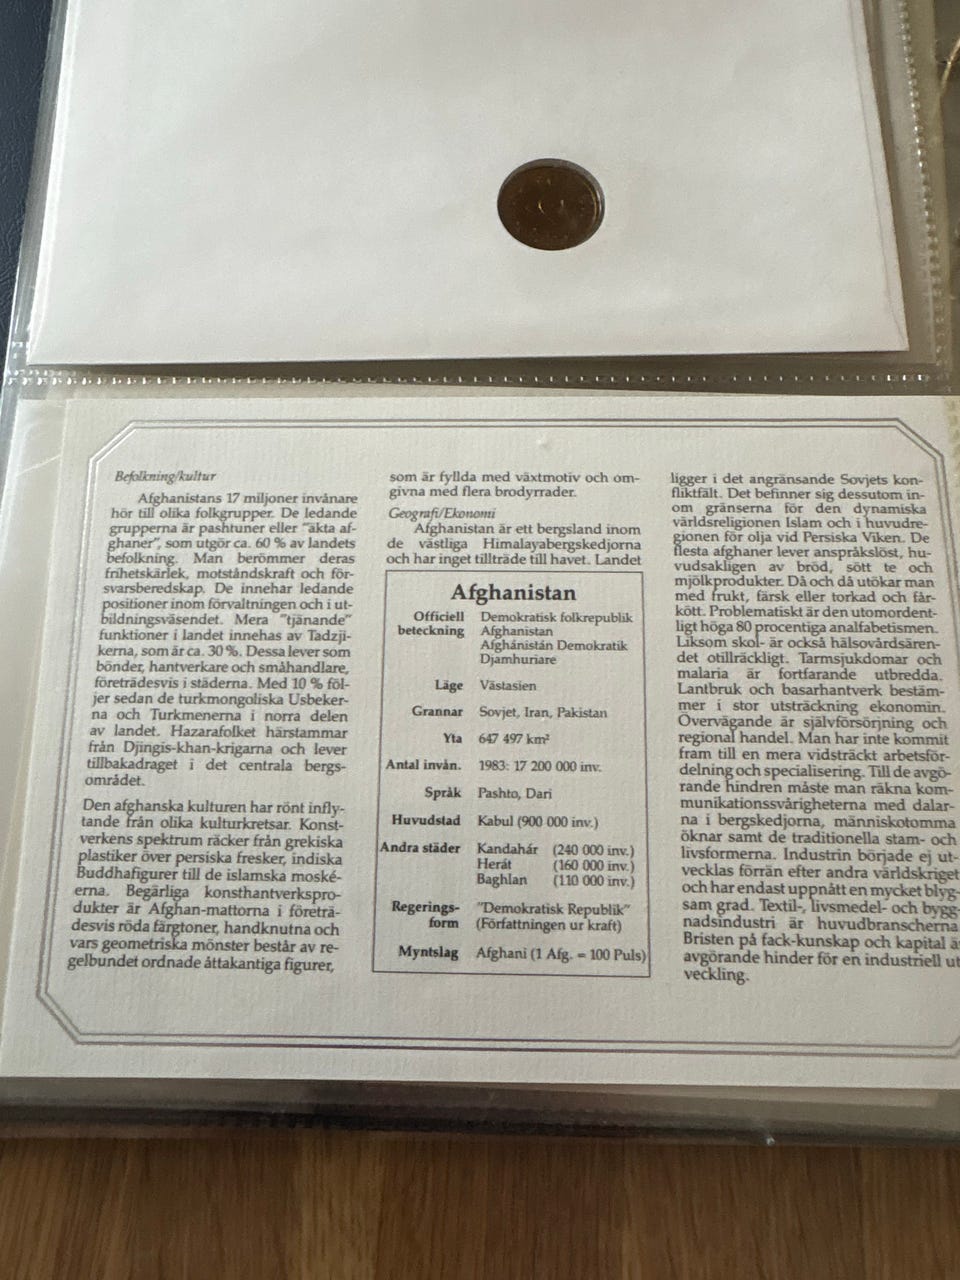 Befolkning/kultur
Afghanistans 17 miljoner invånare
hör till olika folkgrupper. De ledande
grupperna är pashtuner eller "äkta af-
ghaner", som utgör ca. 60 % av landets
befolkning. Man berömmer deras
frihetskärlek, motståndskraft och för-
svarsberedskap. De innehar ledande
positioner inom förvaltningen och i ut-
bildningsväsendet. Mera "tjänande"
funktioner i landet innehas av Tadzji-
kerna, som är ca. 30 %. Dessa lever som
bönder, hantverkare och småhandlare,
företrädesvis i städerna. Med 10 % föl-
jer sedan de turkmongoliska Usbeker-
na och Turkmenerna i norra delen
av landet. Hazarafolket härstammar
från Djingis-khan-krigarna och lever
tillbakadraget i det centrala bergs-
området.
Den afghanska kulturen har rönt infly-
tande från olika kulturkretsar. Konst-
verkens spektrum räcker från grekiska
plastiker över persiska fresker, indiska
Buddhafigurer till de islamska moské-
erna. Begärliga konsthantverkspro-
dukter är Afghan-mattorna i företrä-
desvis röda färgtoner, handknutna och
vars geometriska mönster består av re-
gelbundet ordnade åttakantiga figurer,
som är fyllda med växtmotiv och om-
givna med flera brodyrrader.
Geografi/Ekonomi
Afghanistan är ett bergsland inom
de västliga Himalayabergskedjorna
och har inget tillträde till havet. Landet
Afghanistan
Officiell Demokratisk folkrepublik
beteckning Afghanistan
Afghánistán Demokratik
Djamhuriare
Läge Västasien
Grannar Sovjet, Iran, Pakistan
Yta 647 497 km²
Antal invån. 1983: 17 200 000 inv.
Språk Pashto, Dari
Huvudstad Kabul (900 000 inv.)
Andra städer Kandahár (240 000 inv.)
Herát (160 000 inv.)
Baghlan (110 000 inv.)
Regerings- "Demokratisk Republik"
form (Författningen ur kraft)
Myntslag Afghani (1 Afg. = 100 Puls)
ligger i det angränsande Sovjets kon-
fliktfält. Det befinner sig dessutom in-
om gränserna för den dynamiska
världsreligionen Islam och i huvudre-
gionen för olja vid Persiska Viken. De
flesta afghaner lever anspråkslöst, hu-
vudsakligen av bröd, sött te och
mjölkprodukter. Då och då utökar man
med frukt, färsk eller torkad och får-
kött. Problematiskt är den utomordent-
ligt höga 80 procentiga analfabetismen.
Liksom skol- är också hälsovårdsären-
det otillräckligt. Tarmsjukdomar och
malaria är fortfarande utbredda.
Lantbruk och basarhantverk bestäm-
mer i stor utsträckning ekonomin.
Övervägande är självförsörjning och
regional handel. Man har inte kommit
fram till en mera vidsträckt arbetsför-
delning och specialisering. Till de avgö-
rande hindren måste man räkna kom-
munikationssvårigheterna med dalar-
na i bergskedjorna, människotomma
öknar samt de traditionella stam- och
livsformerna. Industrin började ej ut-
vecklas förrän efter andra världskriget
och har endast uppnått en mycket blyg-
sam grad. Textil-, livsmedel- och bygg-
nadsindustri är huvudbranscherna
Bristen på fack-kunskap och kapital ä
avgörande hinder för en industriell ut
veckling.